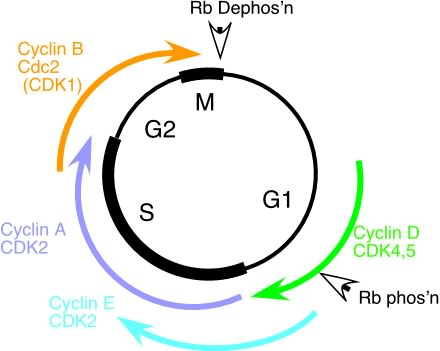 Rb Dephos'n
Cyclin B
Cdc2
(CDK1)
M
G2
G1
S
Cyclin A
CDK2
Cyclin D
CDK4,5
Rb phos'n
Cyclin E
CDK2